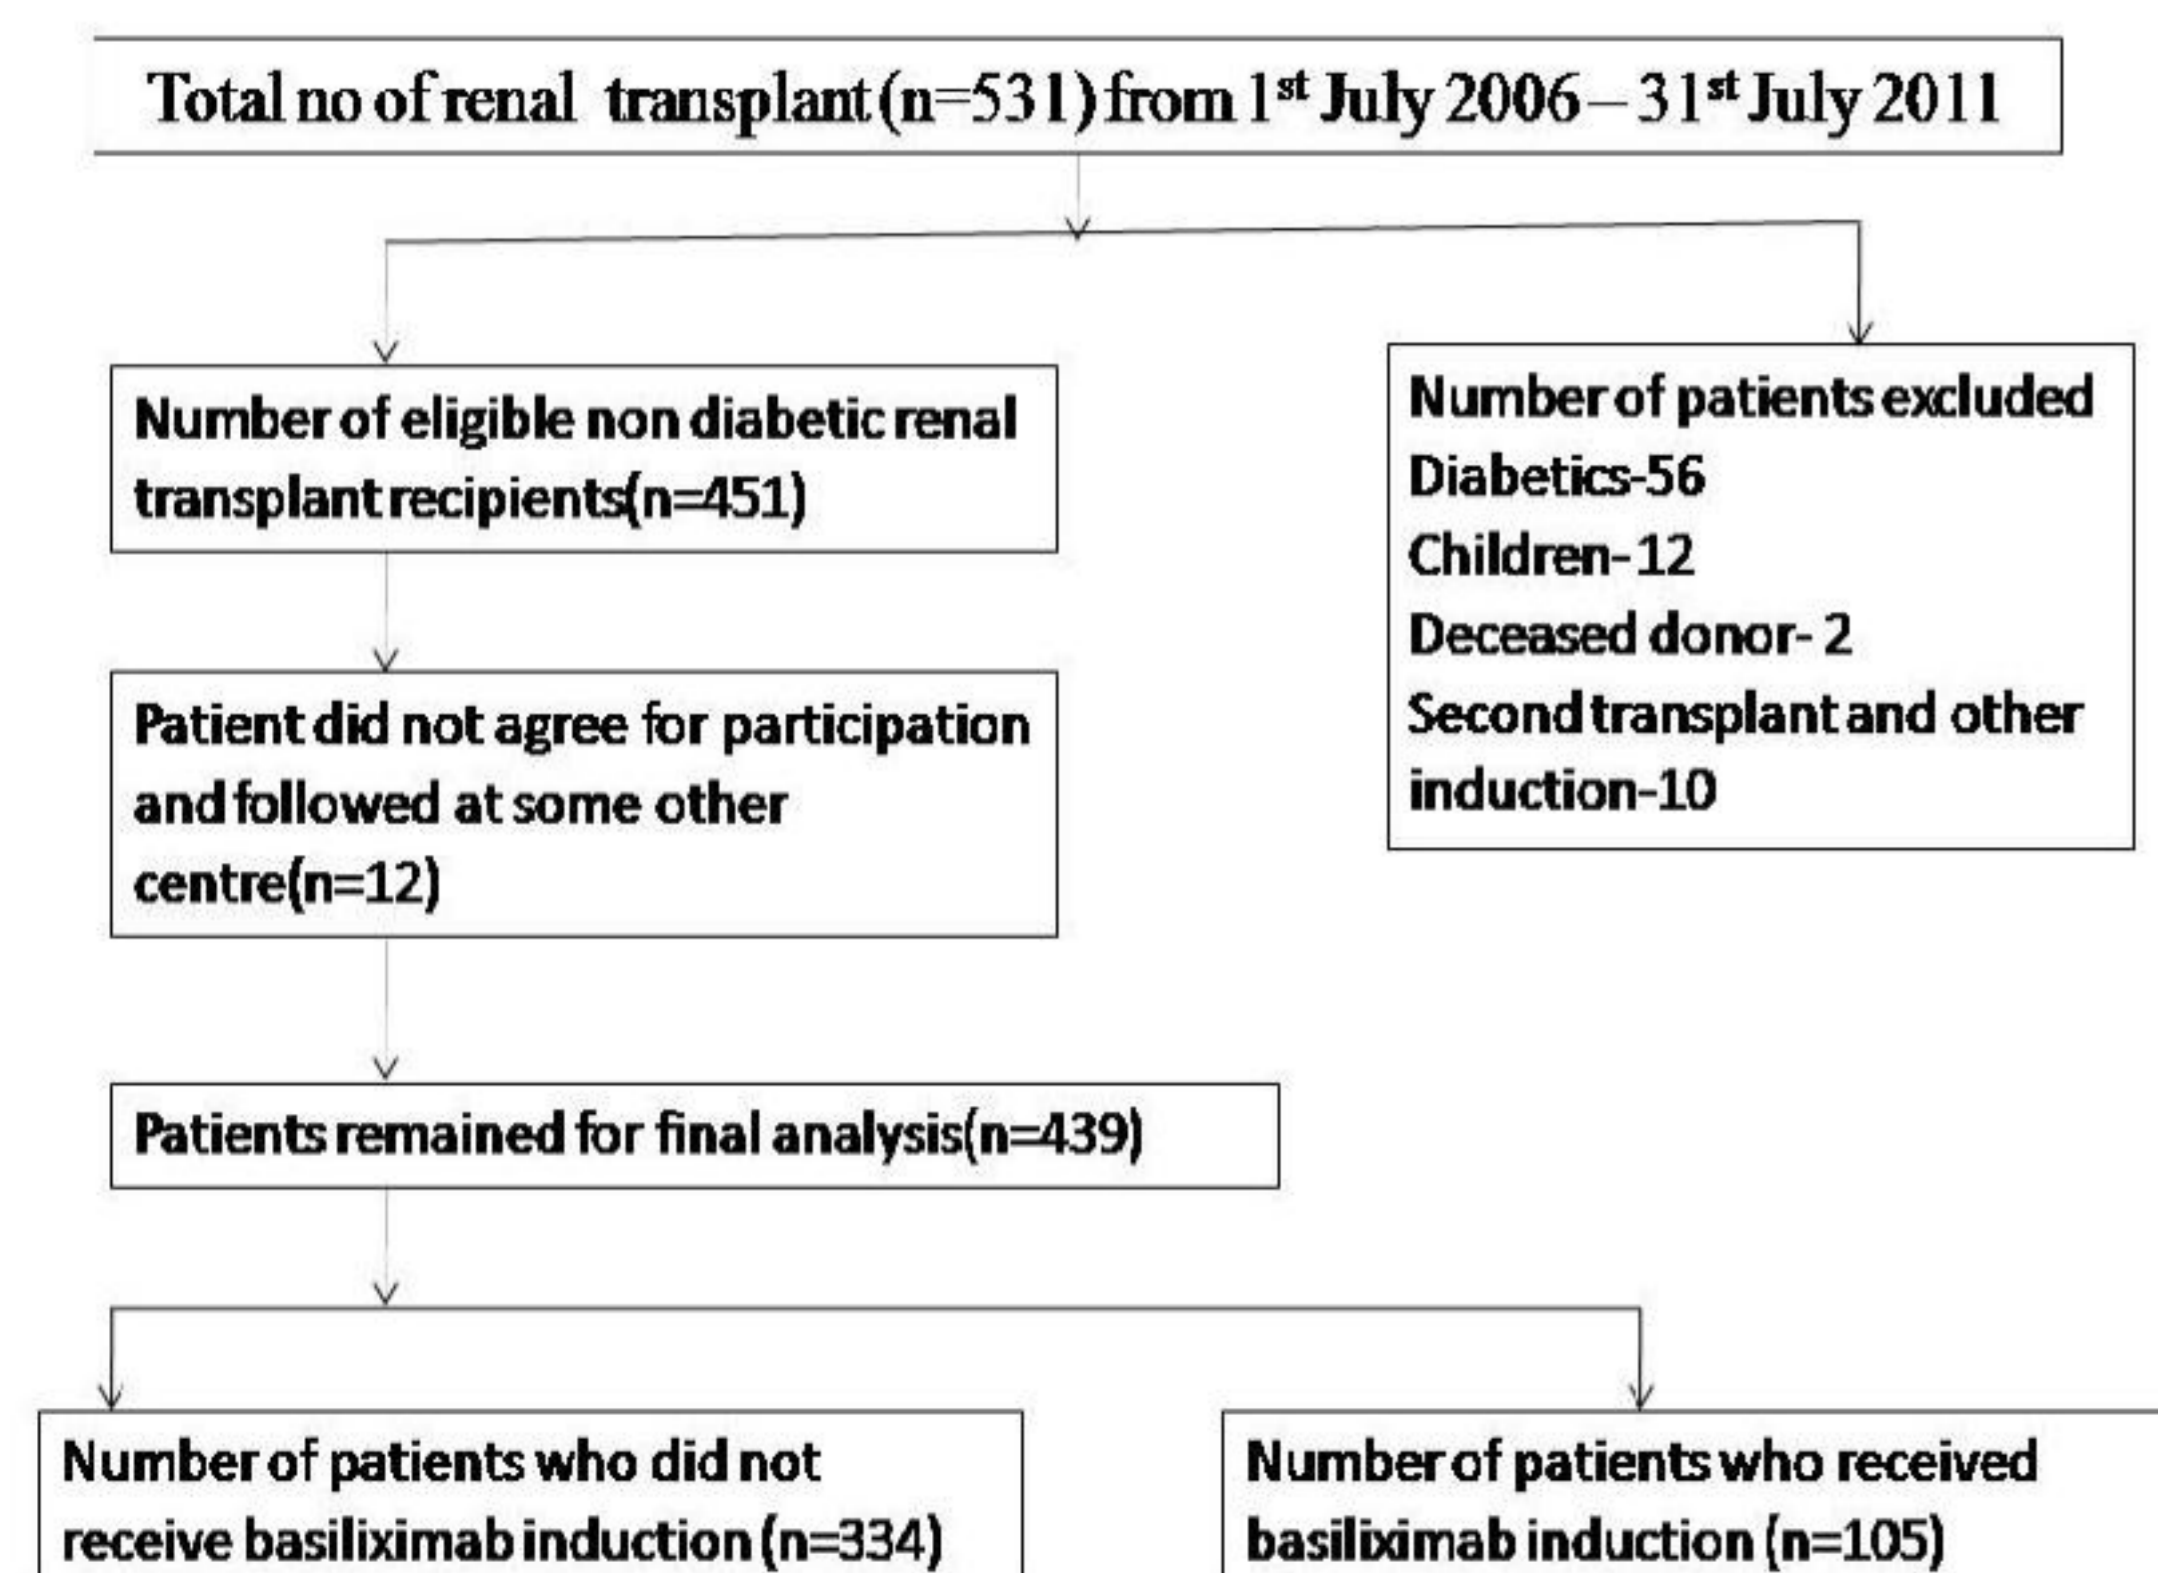 Total no of renal transplant (n=531) from 1st July 2006 – 31st July 2011
Number of eligible non diabetic renal
transplant recipients(n=451)
Number of patients excluded
Diabetics-56
Children- 12
Deceased donor- 2
Second transplant and other
induction-10
Patient did not agree for participation
and followed at some other
centre(n=12)
Patients remained for final analysis(n=439)
Number of patients who did not
receive basiliximab induction (n=334)
Number of patients who received
basiliximab induction (n=105)